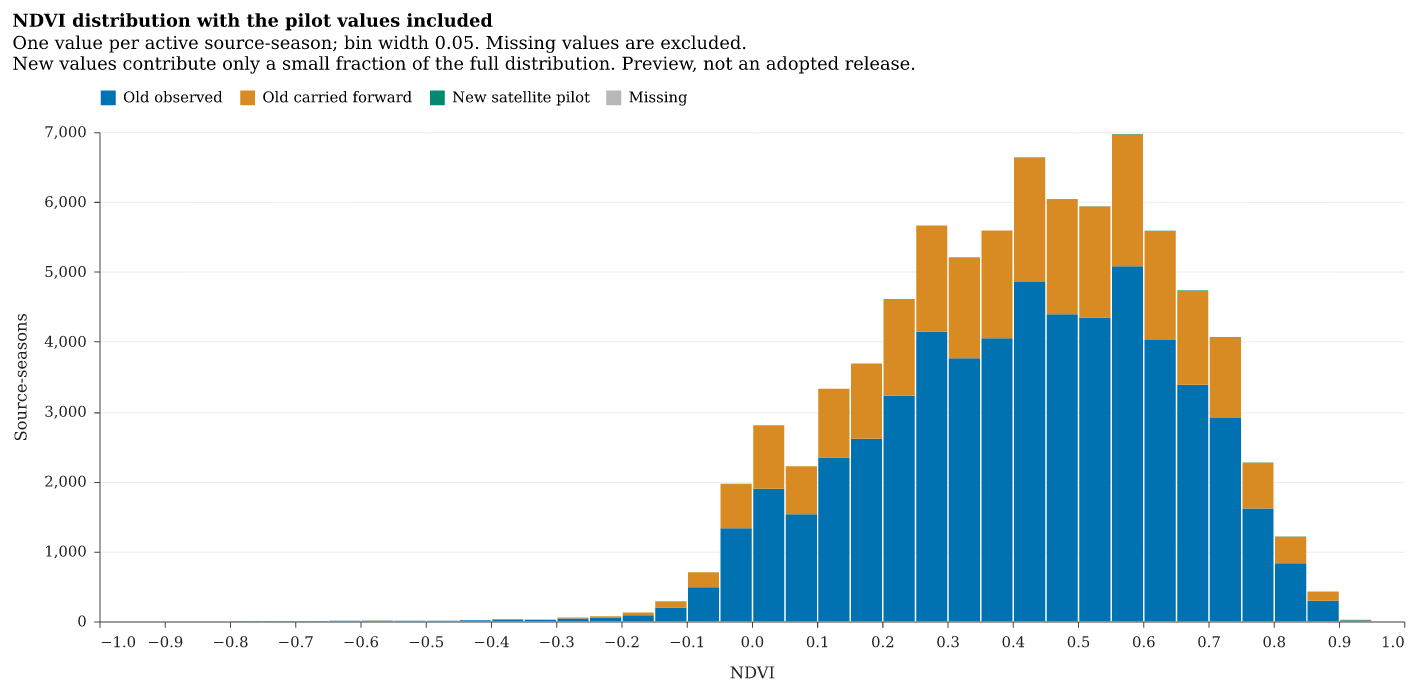 NDVI distribution with the pilot values included
One value per active source-season; bin width 0.05. Missing values are excluded.
New values contribute only a small fraction of the full distribution. Preview, not an adopted release.
Old observed Old carried forward New satellite pilot Missing
7,000
6,000
5,000
4,000
3,000
2,000
1,000
0
Source-seasons
−1.0 −0.9 −0.8 −0.7 −0.6 −0.5 −0.4 −0.3 −0.2 −0.1 0.0 0.1 0.2 0.3 0.4 0.5 0.6 0.7 0.8 0.9 1.0
NDVI